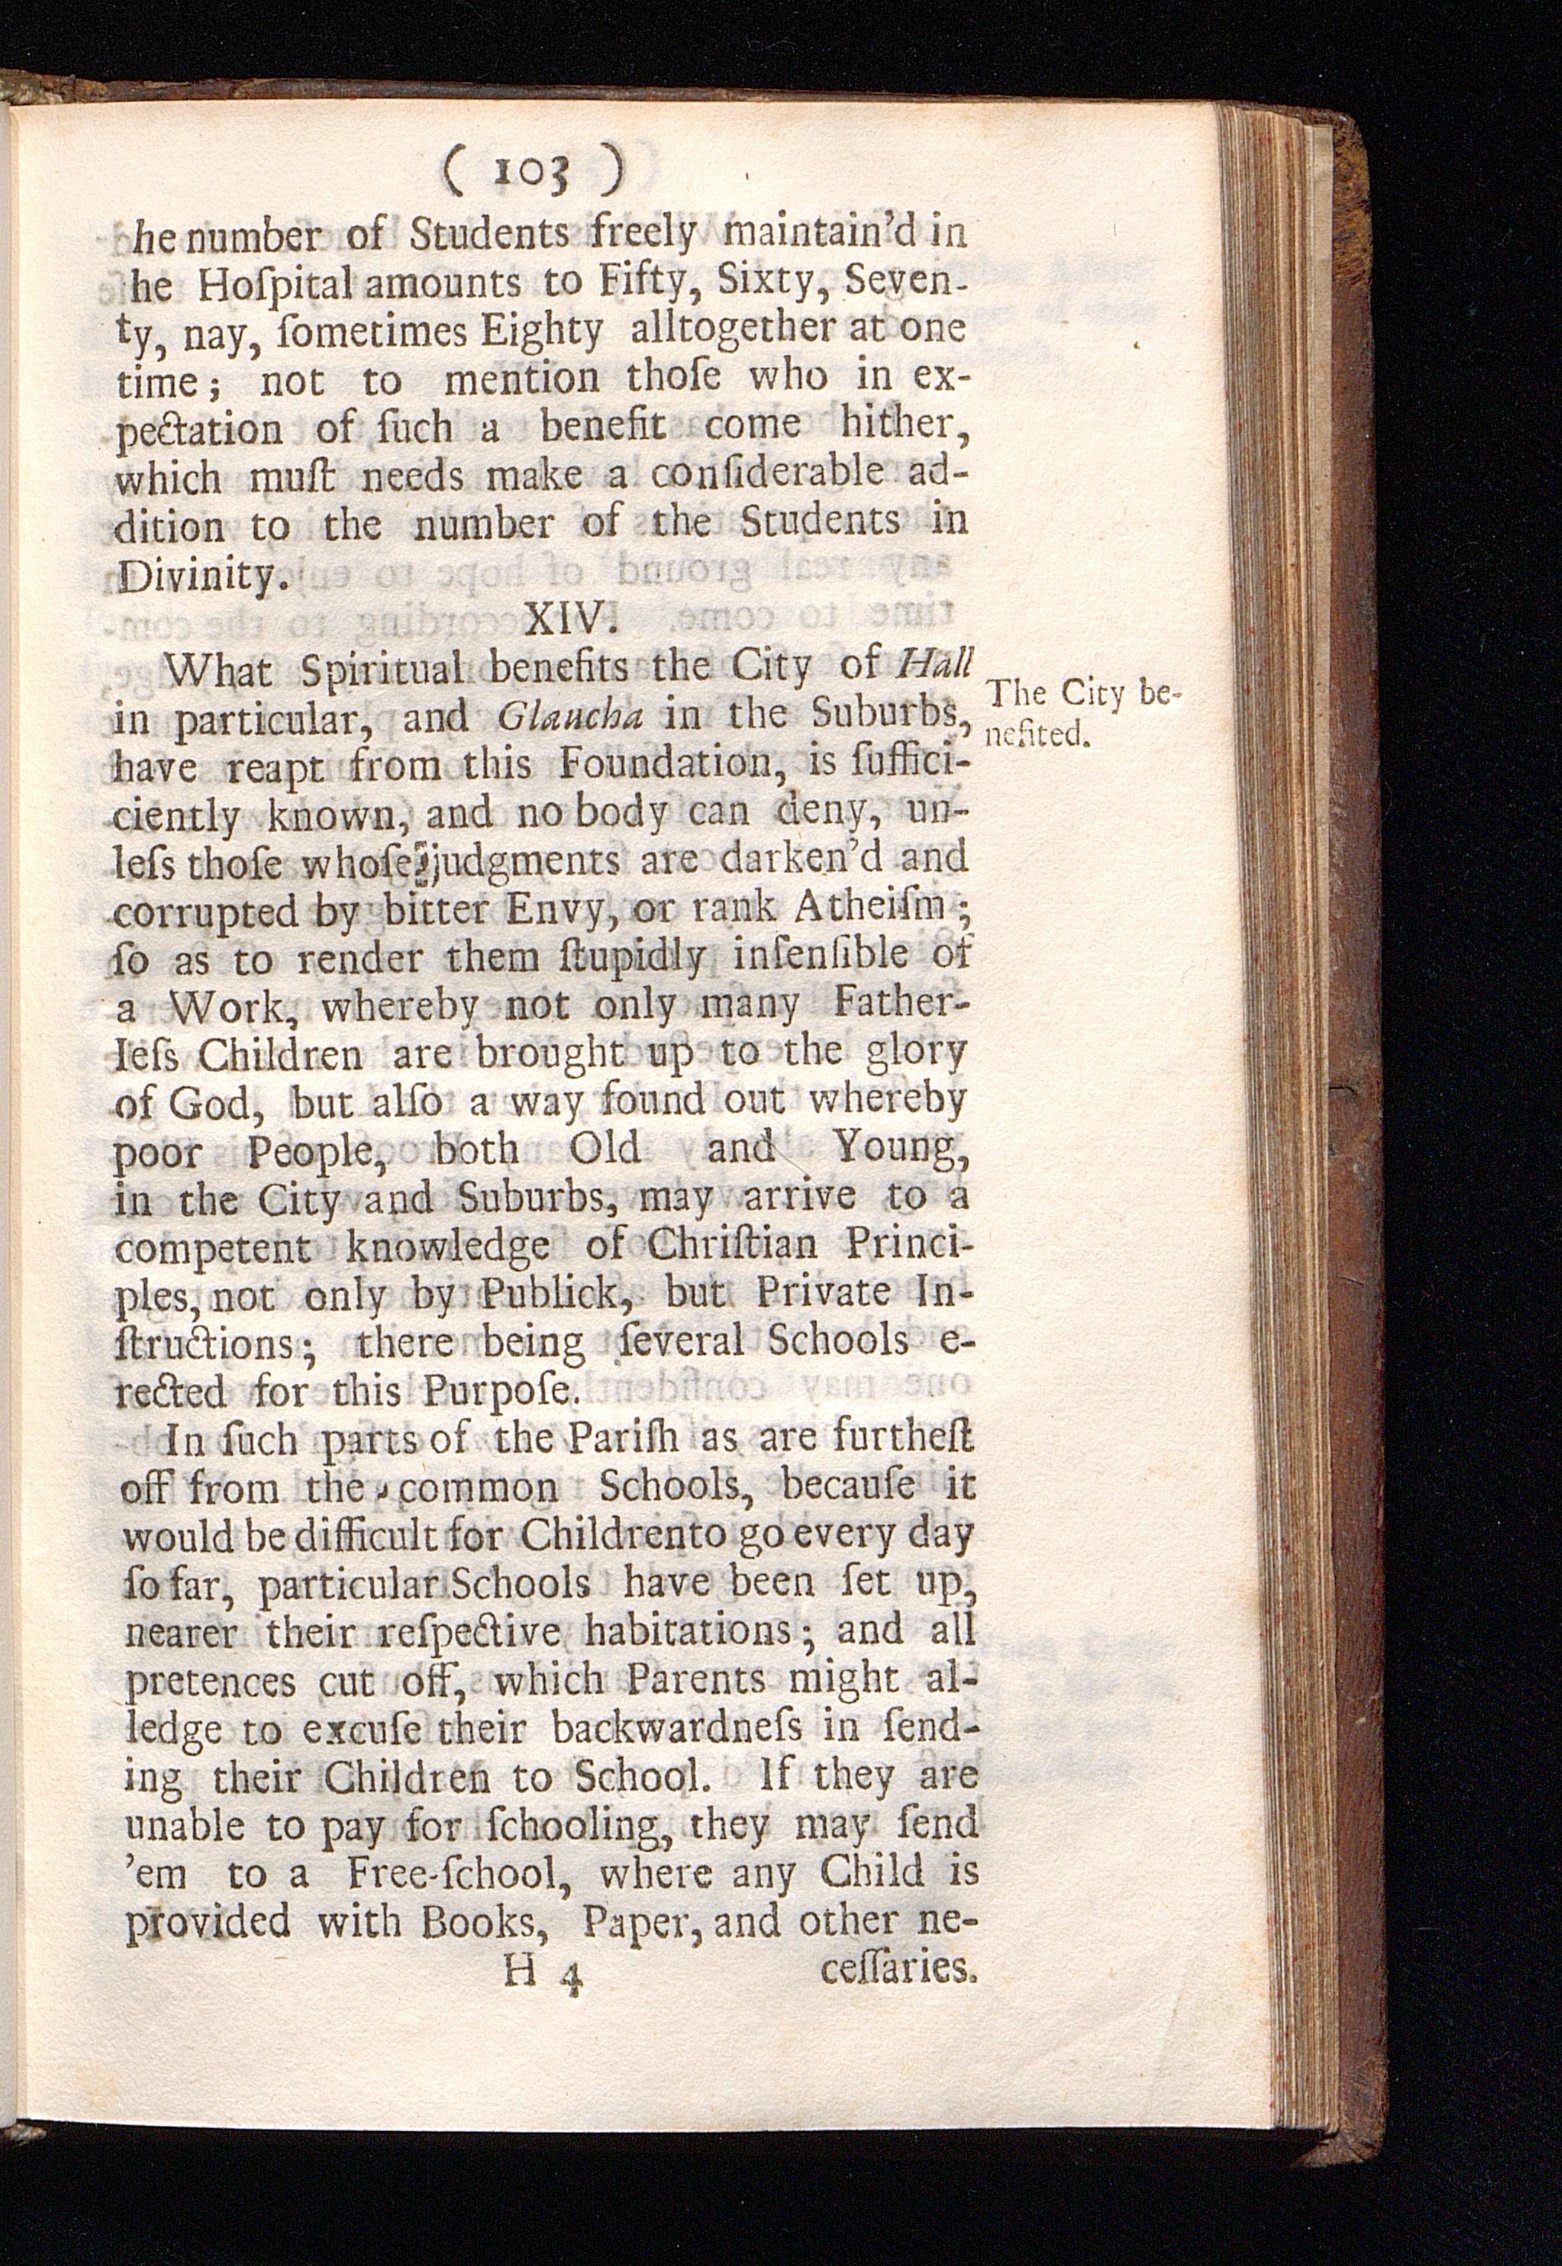 ( 103 )
he number of Students freely maintain'd in
he Hoſpital amounts to Fifty, Sixty, Seven-
ty, nay, ſometimes Eighty alltogether at one
time; not to mention thoſe who in ex-
pectation of ſuch a benefit come hither,
which muſt needs make a conſiderable ad-
dition to the number of the Students in
Divinity.
XIV.
What Spiritual benefits the City of Hall
in particular, and Glaucha in the Suburbs,
The City be-
nefited.
have reapt from this Foundation, is ſuffici-
ciently known, and no body can deny, un-
leſs thoſe whoſe judgments are darken'd and
corrupted by bitter Envy, or rank Atheiſm;
ſo as to render them ſtupidly inſenſible of
a Work, whereby not only many Father-
leſs Children are brought up to the glory
of God, but alſo a way found out whereby
poor People, both Old and Young,
in the City and Suburbs, may arrive to a
competent knowledge of Chriſtian Princi-
ples, not only by Publick, but Private In-
ſtructions; there being ſeveral Schools e-
rected for this Purpoſe.
In ſuch parts of the Pariſh as are furtheſt
off from the common Schools, becauſe it
would be difficult for Childrento go every day
ſo far, particular Schools have been ſet up,
nearer their reſpective habitations; and all
pretences cut off, which Parents might al-
ledge to excuſe their backwardneſs in ſend-
ing their Children to School. If they are
unable to pay for ſchooling, they may ſend
'em to a Free-ſchool, where any Child is
provided with Books, Paper, and other ne-
H 4 ceſſaries.